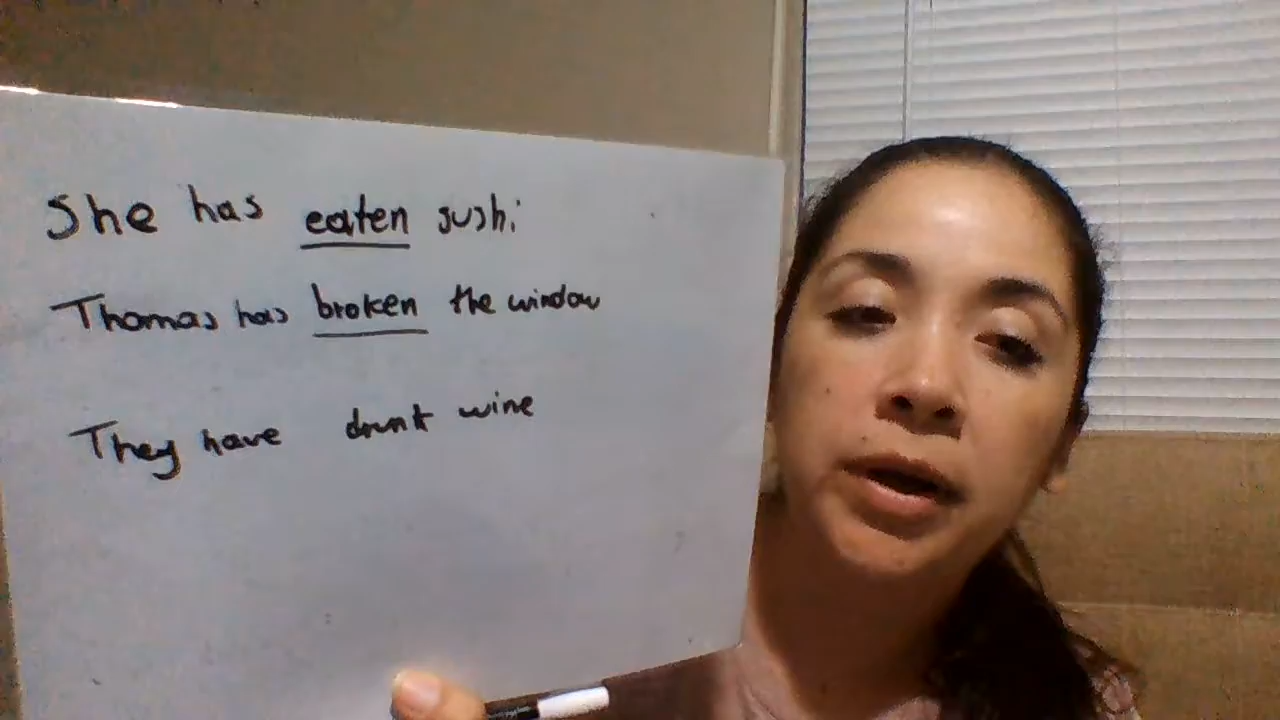 She has eaten sushi
Thomas has broken the window
They have drunk wine